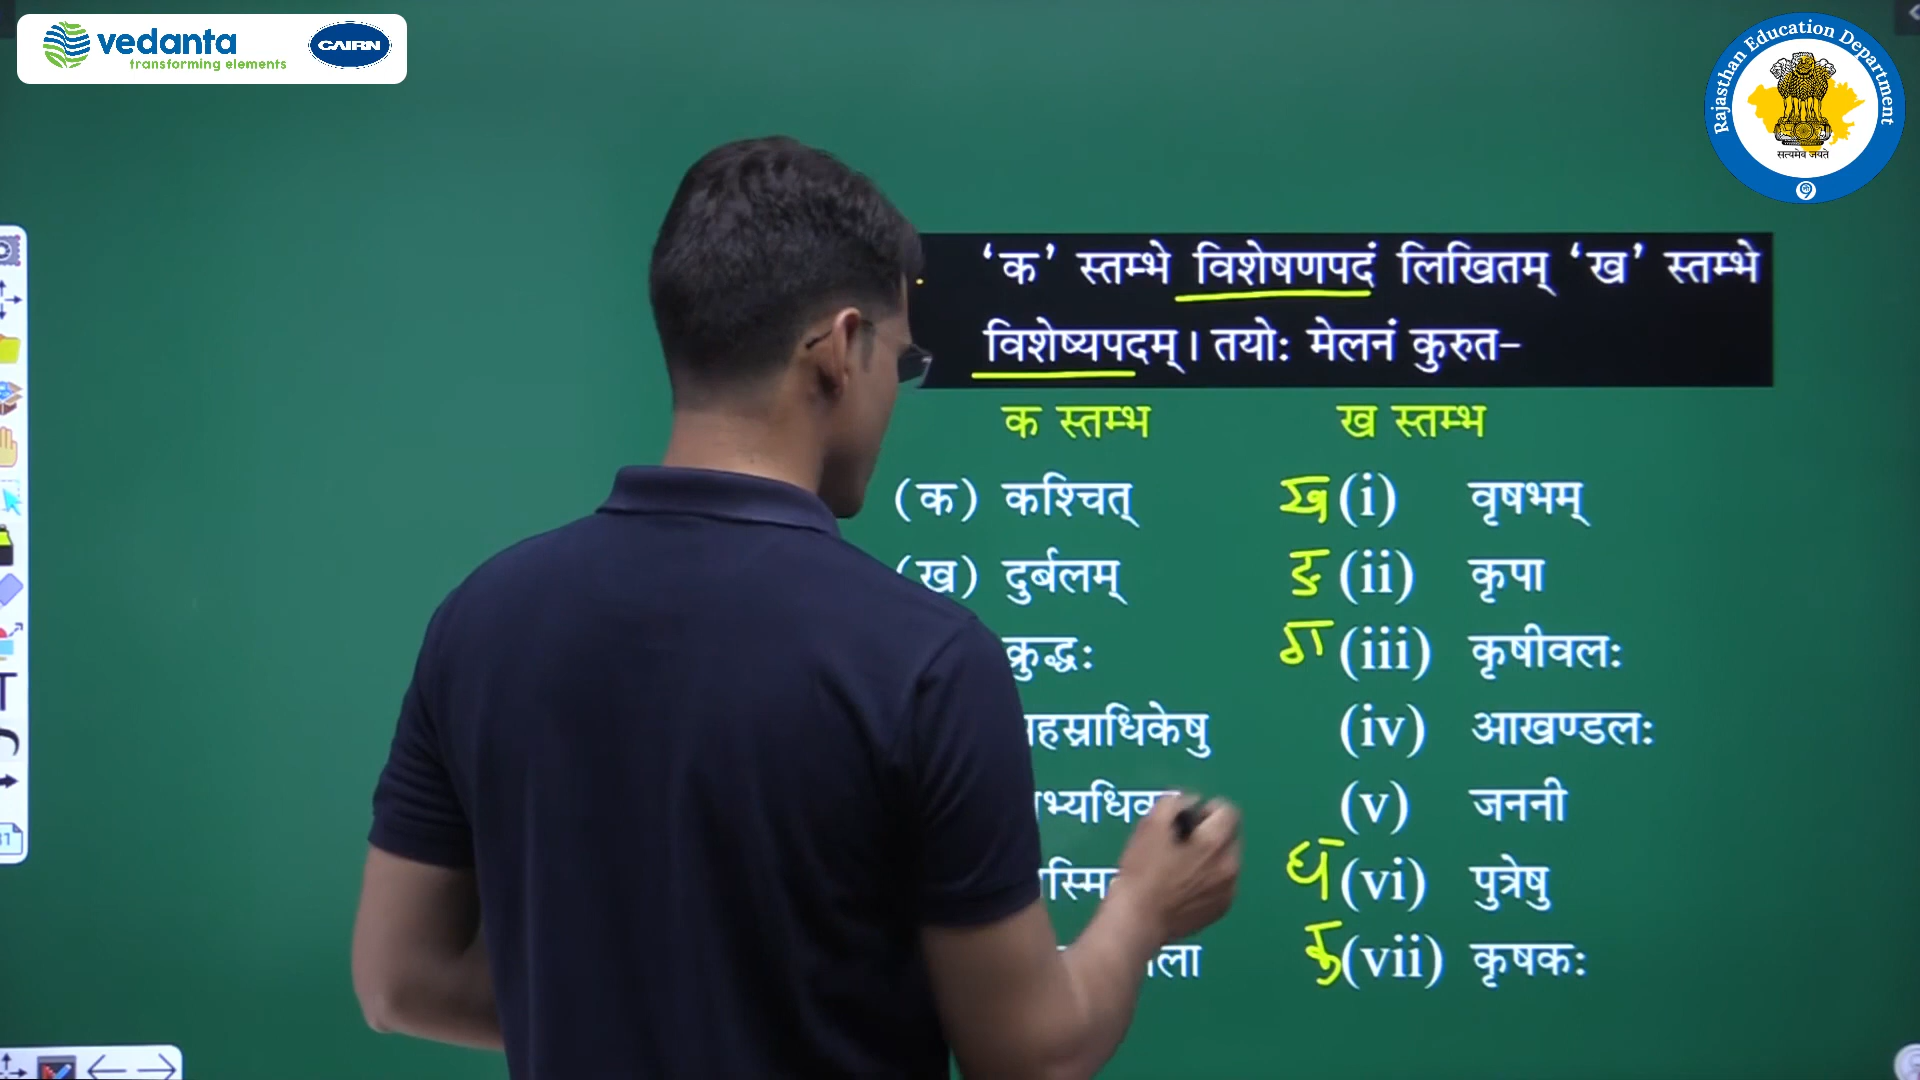 vedanta
transforming elements
CAIRN
Rajasthan Education Department
सत्यमेव जयते
‘क’ स्तम्भे विशेषणपदं लिखितम् ‘ख’ स्तम्भे
विशेष्यपदम्। तयोः मेलनं कुरुत–
क स्तम्भ ख स्तम्भ
(क) कश्चित् ख (i) वृषभम्
(ख) दुर्बलम् ङ (ii) कृपा
क्रुद्धः ग (iii) कृषीवलः
(iv) आखण्डलः
(v) जननी
घ (vi) पुत्रेषु
क (vii) कृषकः